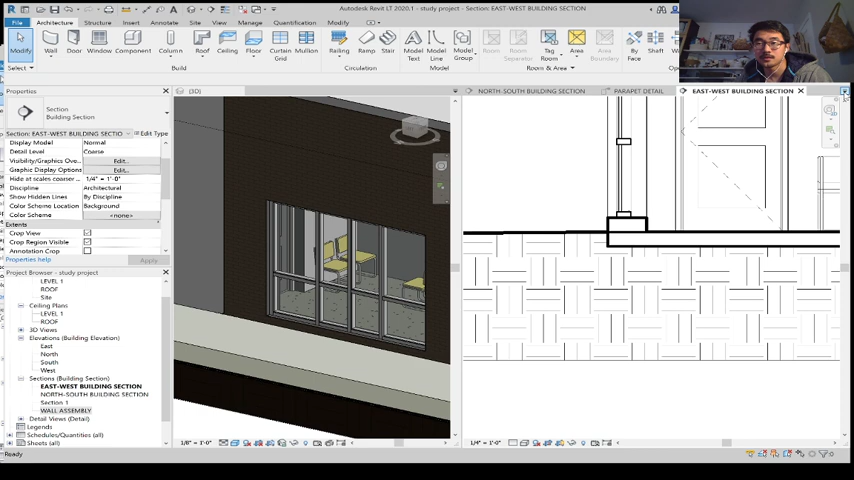 Autodesk Revit LT 2020.1 - study project - Section: EAST-WEST BUILDING SECTION
File Architecture Structure Insert Annotate Site View Manage Quantification Modify
Modify Wall Door Window Component Column Roof Ceiling Floor Railing Ramp Stair Model Text Model Line Model Group Room Room Separator Tag Room Area Area Boundary By Face Shaft
Select Build Circulation Model Room & Area
Properties
{3D} NORTH-SOUTH BUILDING SECTION PARAPET DETAIL EAST-WEST BUILDING SECTION
Section
Building Section
Section: EAST-WEST BUILDING SECTIO Edit Type
Display Model Normal
Detail Level Coarse
Visibility/Graphics Ove... Edit...
Graphic Display Options Edit...
Hide at scales coarser ... 1/4" = 1'-0"
Discipline Architectural
Show Hidden Lines By Discipline
Color Scheme Location Background
Color Scheme <none>
Extents
Crop View
Crop Region Visible
Annotation Crop
Properties help Apply
Project Browser - study project
LEVEL 1
ROOF
Site
Ceiling Plans
LEVEL 1
ROOF
3D Views
Elevations (Building Elevation)
East
North
South
West
Sections (Building Section)
EAST-WEST BUILDING SECTION
NORTH-SOUTH BUILDING SECTION
Section 1
WALL ASSEMBLY
Detail Views (Detail)
Legends
Schedules/Quantities (all)
Sheets (all)
1/8" = 1'-0" 1/4" = 1'-0"
Ready